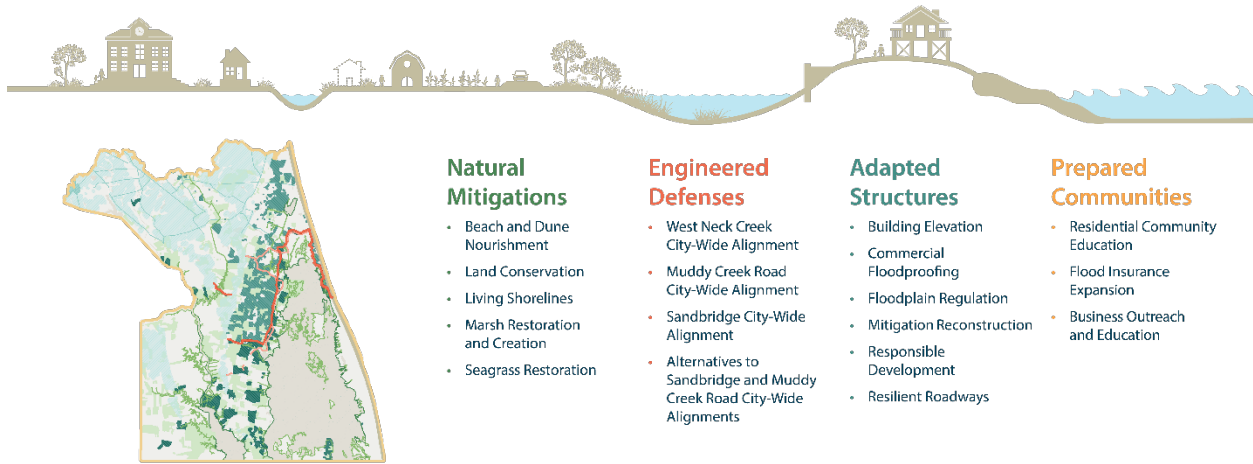 Natural
Mitigations
• Beach and Dune
Nourishment
• Land Conservation
• Living Shorelines
• Marsh Restoration
and Creation
• Seagrass Restoration
Engineered
Defenses
• West Neck Creek
City-Wide Alignment
• Muddy Creek Road
City-Wide Alignment
• Sandbridge City-Wide
Alignment
• Alternatives to
Sandbridge and Muddy
Creek Road City-Wide
Alignments
Adapted
Structures
• Building Elevation
• Commercial
Floodproofing
• Floodplain Regulation
• Mitigation Reconstruction
• Responsible
Development
• Resilient Roadways
Prepared
Communities
• Residential Community
Education
• Flood Insurance
Expansion
• Business Outreach
and Education